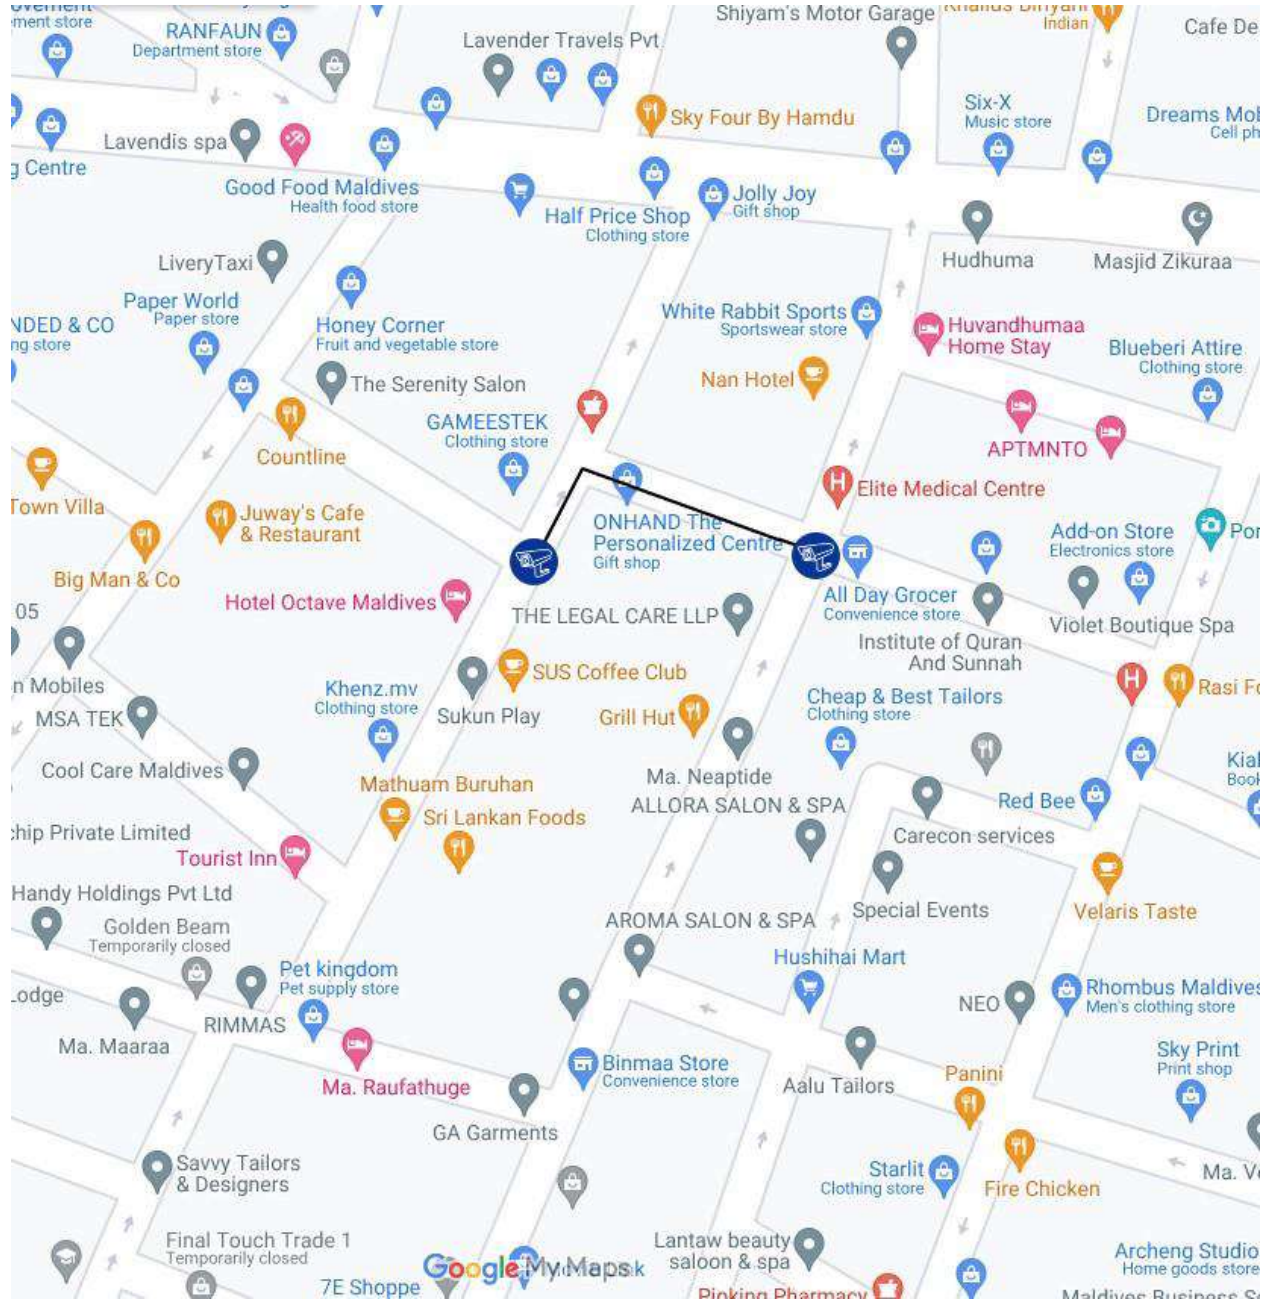 ement store
RANFAUN
Department store
Lavender Travels Pvt
Shiyam's Motor Garage
Indian
Cafe De
Lavendis spa
Sky Four By Hamdu
Six-X
Music store
Dreams Mob
Cell ph
g Centre
Good Food Maldives
Health food store
Half Price Shop
Clothing store
Jolly Joy
Gift shop
Hudhuma
Masjid Zikuraa
LiveryTaxi
Paper World
Paper store
NDED & CO
ng store
Honey Corner
Fruit and vegetable store
White Rabbit Sports
Sportswear store
Huvandhumaa
Home Stay
Blueberi Attire
Clothing store
The Serenity Salon
Nan Hotel
GAMEESTEK
Clothing store
Countline
APTMNTO
Town Villa
Juway's Cafe
& Restaurant
Elite Medical Centre
ONHAND The
Personalized Centre
Gift shop
Add-on Store
Electronics store
Por
Big Man & Co
Hotel Octave Maldives
THE LEGAL CARE LLP
All Day Grocer
Convenience store
05
Institute of Quran
And Sunnah
Violet Boutique Spa
n Mobiles
Khenz.mv
Clothing store
SUS Coffee Club
Rasi Fo
MSA TEK
Sukun Play
Grill Hut
Cheap & Best Tailors
Clothing store
Cool Care Maldives
Ma. Neaptide
Kial
Book
Mathuam Buruhan
ALLORA SALON & SPA
Red Bee
chip Private Limited
Sri Lankan Foods
Carecon services
Tourist Inn
Handy Holdings Pvt Ltd
Golden Beam
Temporarily closed
AROMA SALON & SPA
Special Events
Velaris Taste
Pet kingdom
Pet supply store
Hushihai Mart
Lodge
RIMMAS
NEO
Rhombus Maldives
Men's clothing store
Ma. Maaraa
Sky Print
Print shop
Ma. Raufathuge
Binmaa Store
Convenience store
Aalu Tailors
Panini
GA Garments
Savvy Tailors
& Designers
Starlit
Clothing store
Fire Chicken
Ma. Ve
Final Touch Trade 1
Temporarily closed
Lantaw beauty
saloon & spa
Archeng Studio
Home goods store
7E Shoppe
Google My Maps
Pioking Pharmacy
Maldives Business Se